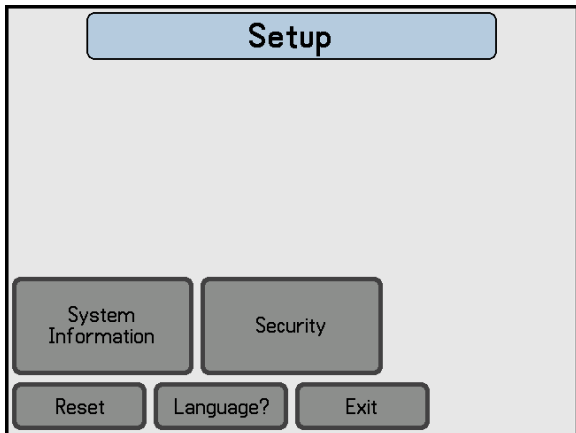 Setup
System
Information
Security
Reset
Language?
Exit